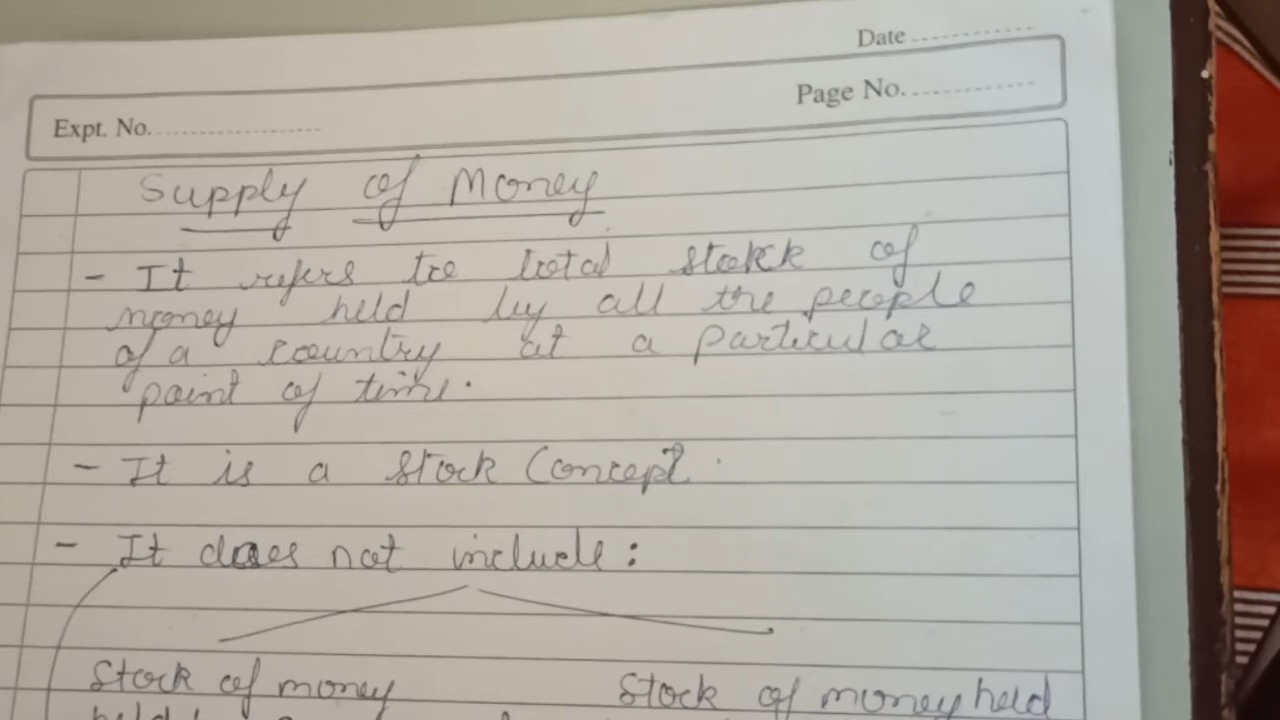 Date
Page No.
Expt. No.
Supply of Money
- It refers to total stock of
money held by all the people
of a country at a particular
point of time.
- It is a stock Concept.
- It does not include:
Stock of money Stock of money held